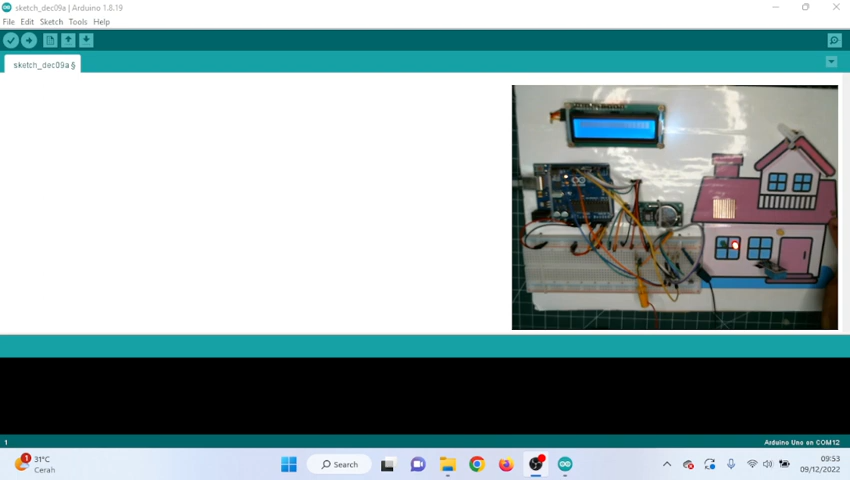 sketch_dec09a | Arduino 1.8.19
File Edit Sketch Tools Help
sketch_dec09a §
1
Arduino Uno on COM12
1
31°C
Cerah
Search
09:53
09/12/2022